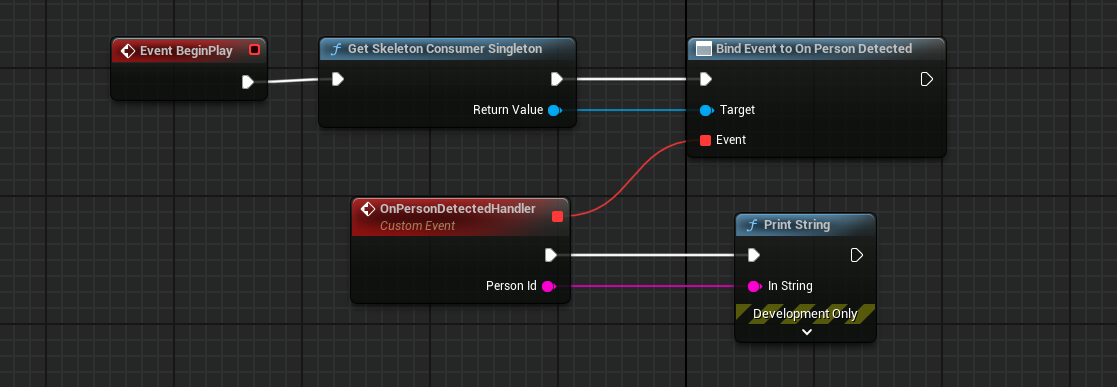 Event BeginPlay
f Get Skeleton Consumer Singleton
Return Value
Bind Event to On Person Detected
Target
Event
OnPersonDetectedHandler
Custom Event
Person Id
f Print String
In String
Development Only